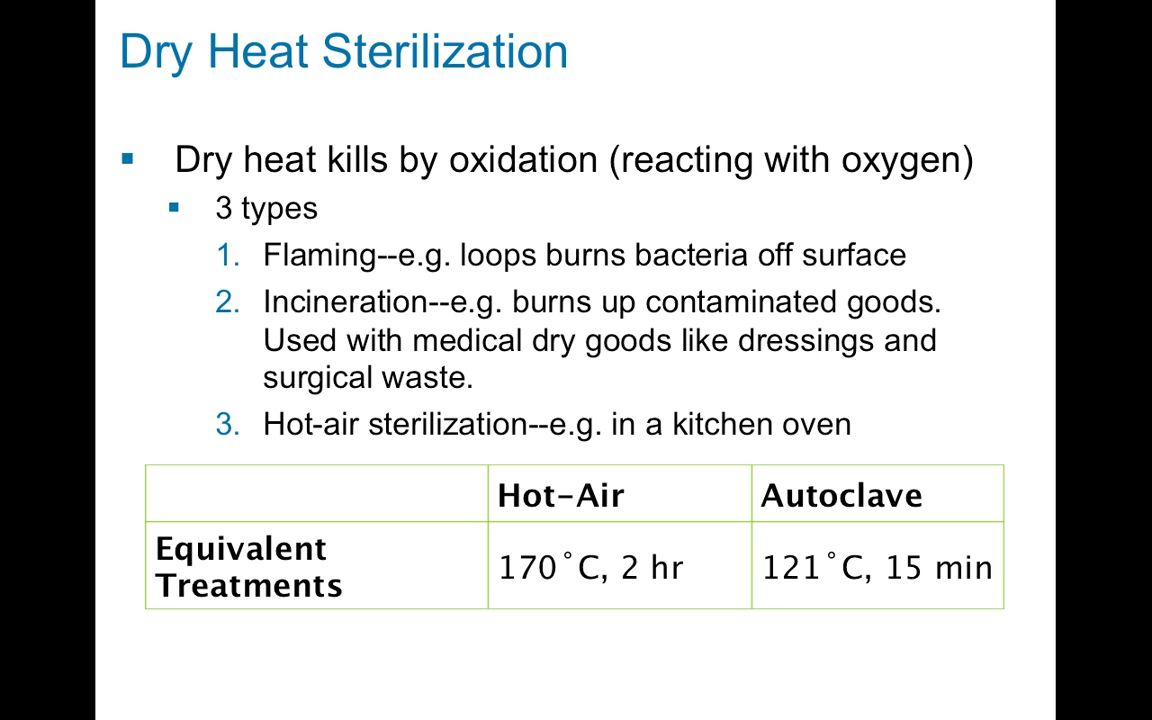 Dry Heat Sterilization
Dry heat kills by oxidation (reacting with oxygen)
3 types
1. Flaming--e.g. loops burns bacteria off surface
2. Incineration--e.g. burns up contaminated goods.
Used with medical dry goods like dressings and
surgical waste.
3. Hot-air sterilization--e.g. in a kitchen oven
Hot-Air Autoclave
Equivalent
Treatments
170˚C, 2 hr 121˚C, 15 min